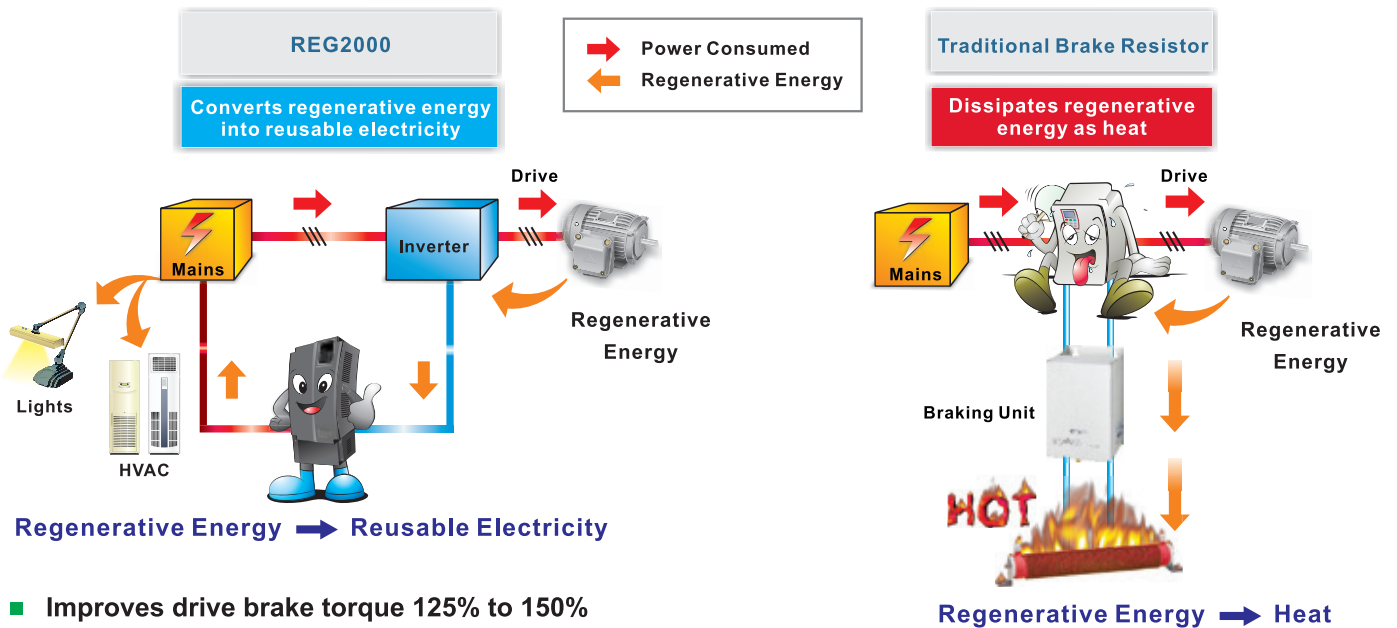 REG2000
Converts regenerative energy
into reusable electricity
Power Consumed
Regenerative Energy
Traditional Brake Resistor
Dissipates regenerative
energy as heat
Drive
Mains
Inverter
Regenerative
Energy
Lights
HVAC
Regenerative Energy → Reusable Electricity
Improves drive brake torque 125% to 150%
Drive
Mains
Regenerative
Energy
Braking Unit
HOT
Regenerative Energy → Heat